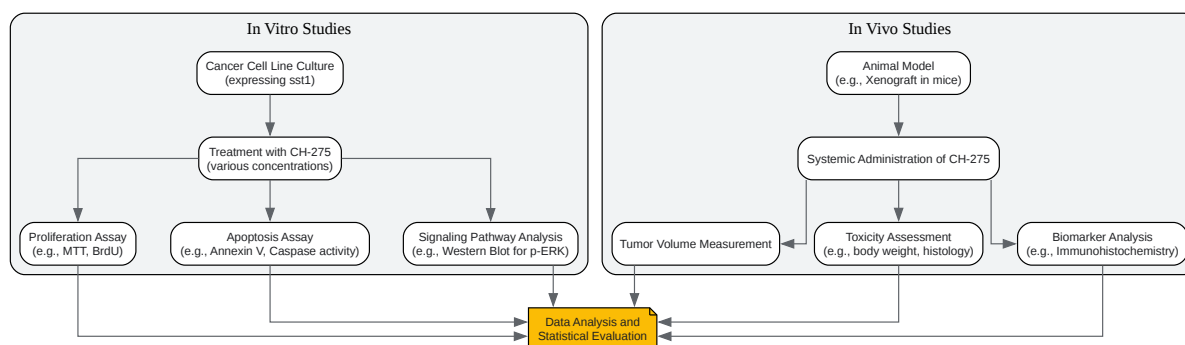 In Vitro Studies
Cancer Cell Line Culture
(expressing sst1)
Treatment with CH-275
(various concentrations)
Proliferation Assay
(e.g., MTT, BrdU)
Apoptosis Assay
(e.g., Annexin V, Caspase activity)
Signaling Pathway Analysis
(e.g., Western Blot for p-ERK)
In Vivo Studies
Animal Model
(e.g., Xenograft in mice)
Systemic Administration of CH-275
Tumor Volume Measurement
Toxicity Assessment
(e.g., body weight, histology)
Biomarker Analysis
(e.g., Immunohistochemistry)
Data Analysis and
Statistical Evaluation